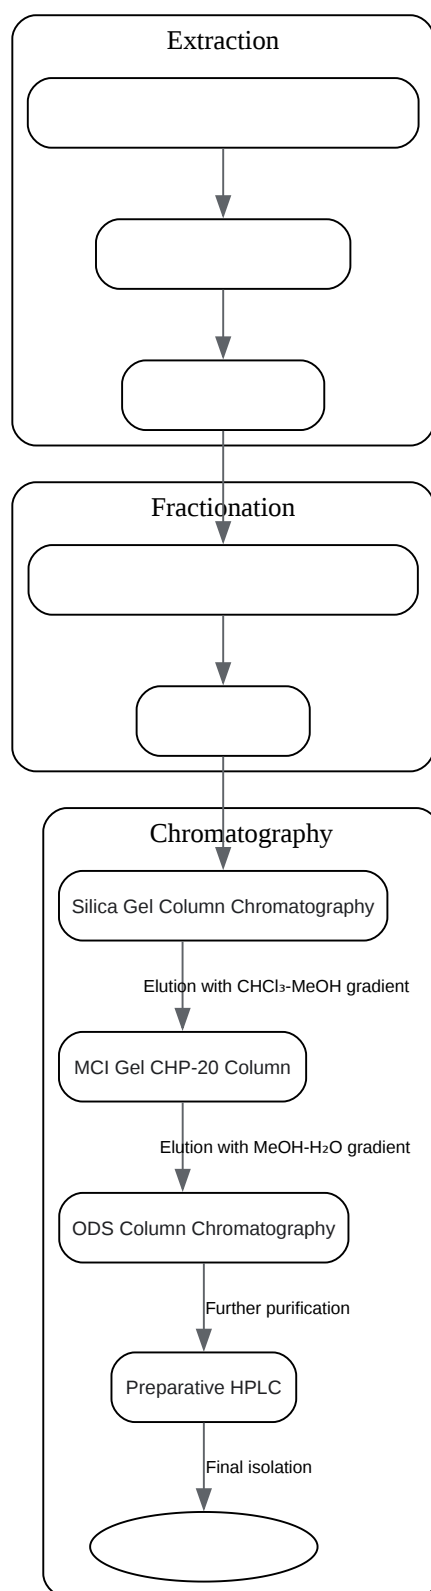 Extraction
Fractionation
Chromatography
Silica Gel Column Chromatography
Elution with CHCl₃-MeOH gradient
MCI Gel CHP-20 Column
Elution with MeOH-H₂O gradient
ODS Column Chromatography
Further purification
Preparative HPLC
Final isolation